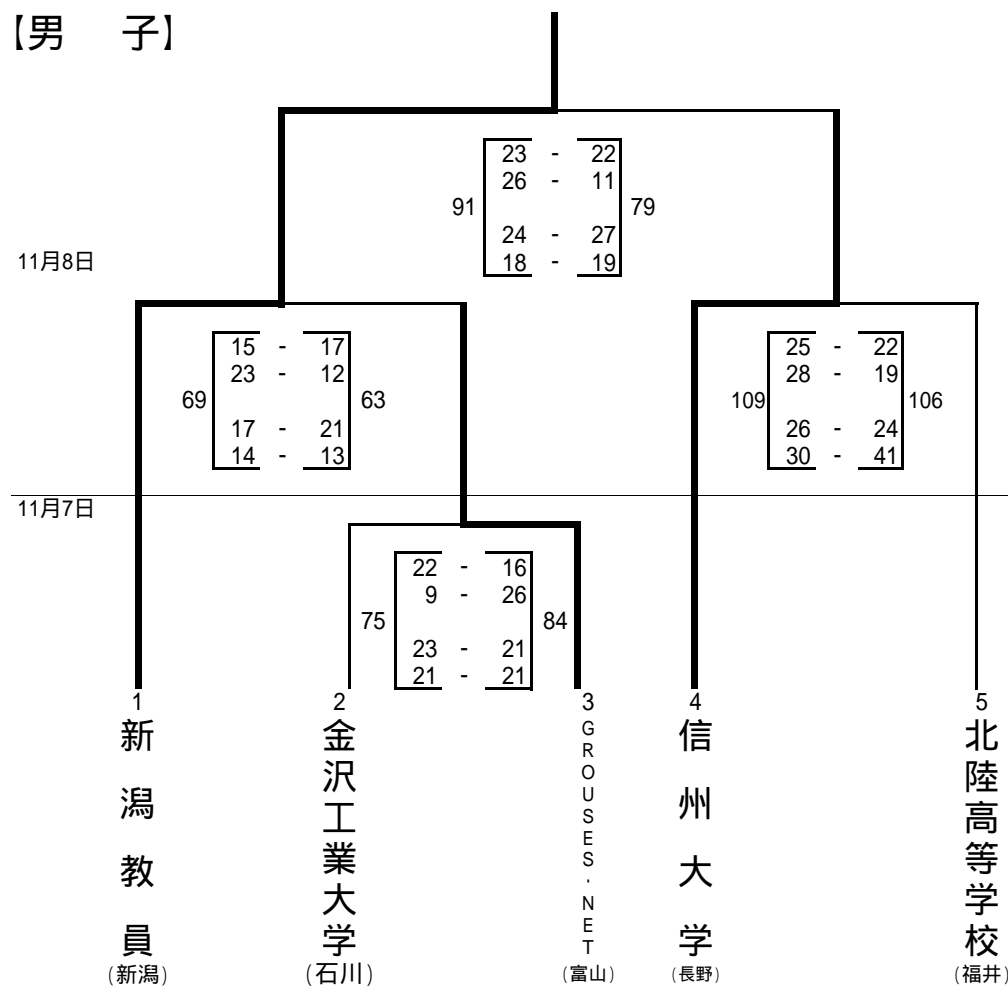 【男 子】
23 - 22
26 - 11
91 79
24 - 27
18 - 19
11月8日
15 - 17
23 - 12
69 63
17 - 21
14 - 13
25 - 22
28 - 19
109 106
26 - 24
30 - 41
11月7日
22 - 16
9 - 26
75 84
23 - 21
21 - 21
1
新潟教員
(新潟)
2
金沢工業大学
(石川)
3
GROUSES・NET
(富山)
4
信州大学
(長野)
5
北陸高等学校
(福井)